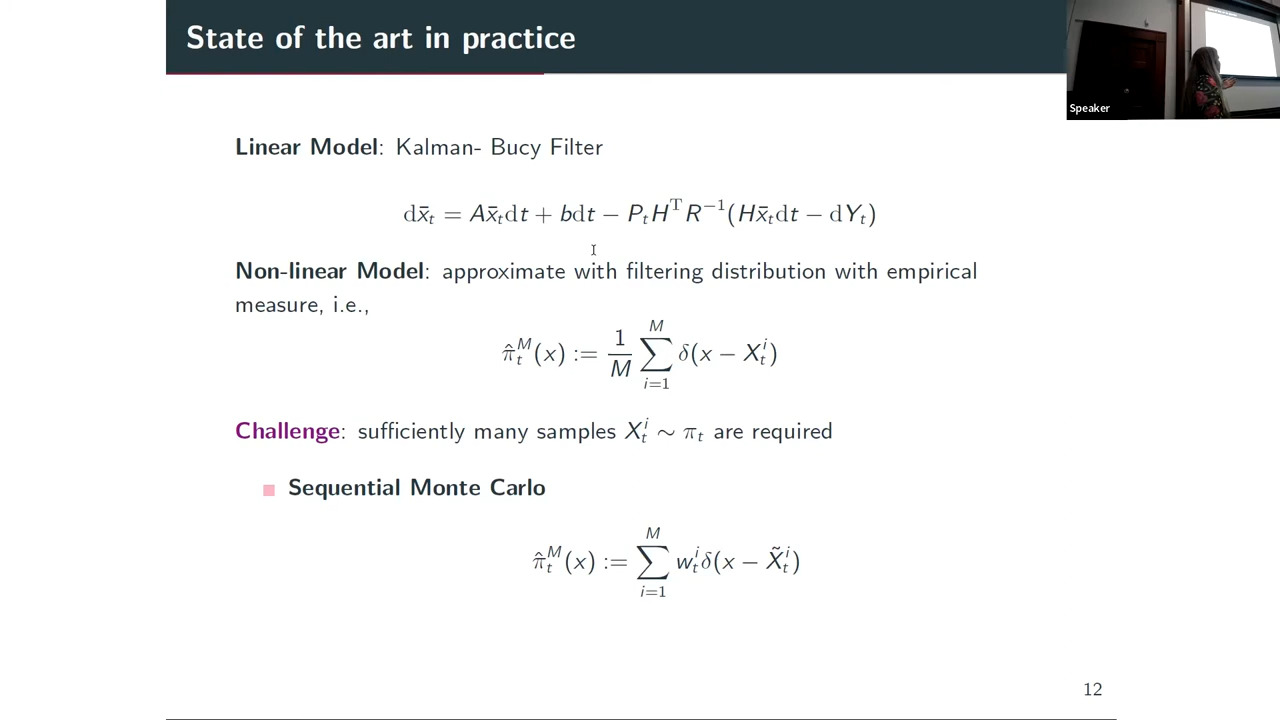 State of the art in practice
Speaker
Linear Model: Kalman- Bucy Filter
dx̄ₜ = Ax̄ₜdt + bdt − PₜHᵀR⁻¹(Hx̄ₜdt − dYₜ)
Non-linear Model: approximate with filtering distribution with empirical
measure, i.e.,
π̂ₜᴹ(x) := 1/M ∑_{i=1}^{M} δ(x − Xₜⁱ)
Challenge: sufficiently many samples Xₜⁱ ∼ πₜ are required
Sequential Monte Carlo
π̂ₜᴹ(x) := ∑_{i=1}^{M} wₜⁱδ(x − X̃ₜⁱ)
12